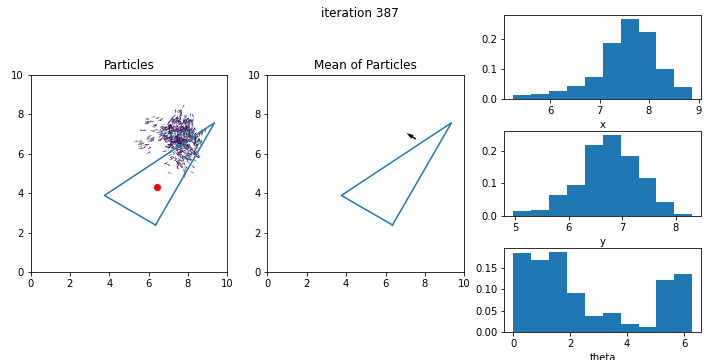 iteration 387
Particles
10
8
6
4
2
0
0 2 4 6 8 10
Mean of Particles
10
8
6
4
2
0
0 2 4 6 8 10
0.2
0.1
0.0
6 7 8 9
x
0.2
0.1
0.0
5 6 7 8
y
0.15
0.10
0.05
0.00
0 2 4 6
theta